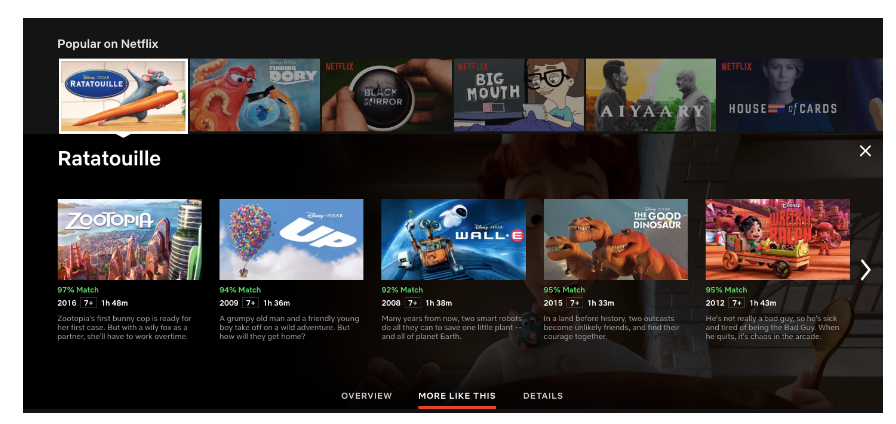 Popular on Netflix
Disney·PIXAR
RATATOUILLE
Disney·PIXAR
FINDING
DORY
NETFLIX
BLACK
MIRROR
NETFLIX
BIG
MOUTH
AIYAARY
NETFLIX
HOUSE of CARDS
Ratatouille
ZOOTOPIA
Disney·PIXAR
UP
Disney·PIXAR
WALL·E
Disney·PIXAR
THE GOOD
DINOSAUR
Disney
WRECK-IT
RALPH
97% Match
2016 7+ 1h 48m
Zootopia's first bunny cop is ready for
her first case. But with a wily fox as a
partner, she'll have to work overtime.
94% Match
2009 7+ 1h 36m
A grumpy old man and a friendly young
boy take off on a wild adventure. But
how will they get home?
92% Match
2008 7+ 1h 38m
Many years from now, two smart robots
do all they can to save one little plant --
and all of planet Earth.
95% Match
2015 7+ 1h 33m
In a land before history, two outcasts
become unlikely friends, and find their
courage together.
95% Match
2012 7+ 1h 43m
He's not really a bad guy, so he's sick
and tired of being the Bad Guy. When
he quits, it's chaos in the arcade.
OVERVIEW
MORE LIKE THIS
DETAILS